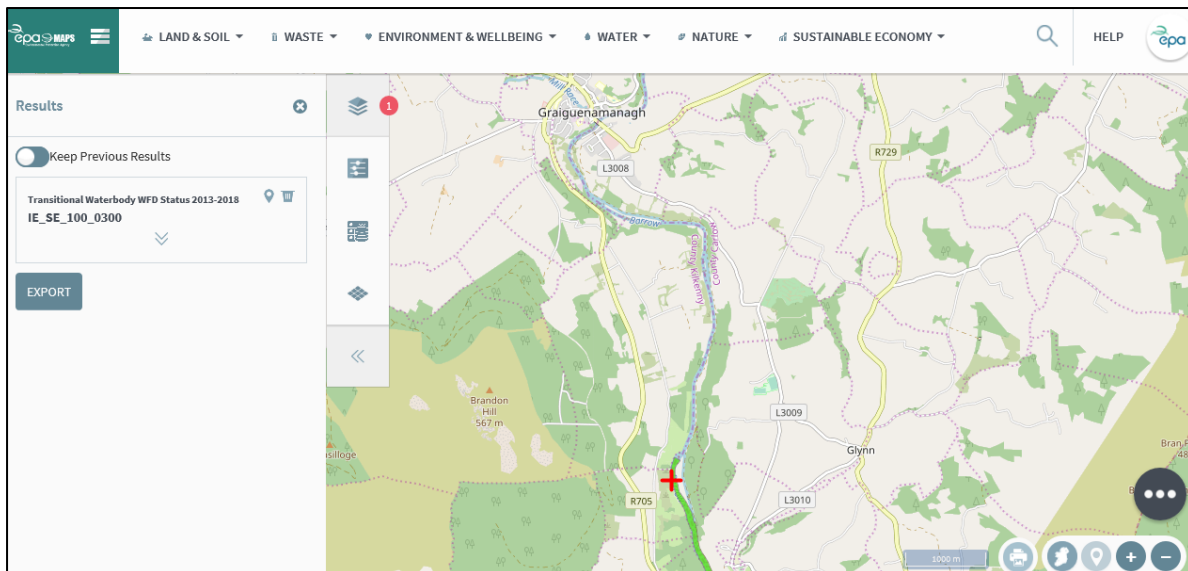 epa MAPS
LAND & SOIL
WASTE
ENVIRONMENT & WELLBEING
WATER
NATURE
SUSTAINABLE ECONOMY
HELP
epa
Results
Keep Previous Results
Transitional Waterbody WFD Status 2013-2018
IE_SE_100_0300
EXPORT
1
Mill Race
Graiguenamanagh
R729
L3008
Barrow
County Kilkenny
County Carlow
Brandon
Hill
567 m
L3009
Glynn
R705
L3010
1000 m